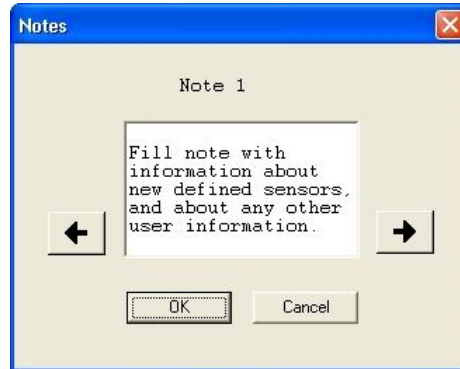 Notes
Note 1
Fill note with
information about
new defined sensors,
and about any other
user information.
OK
Cancel